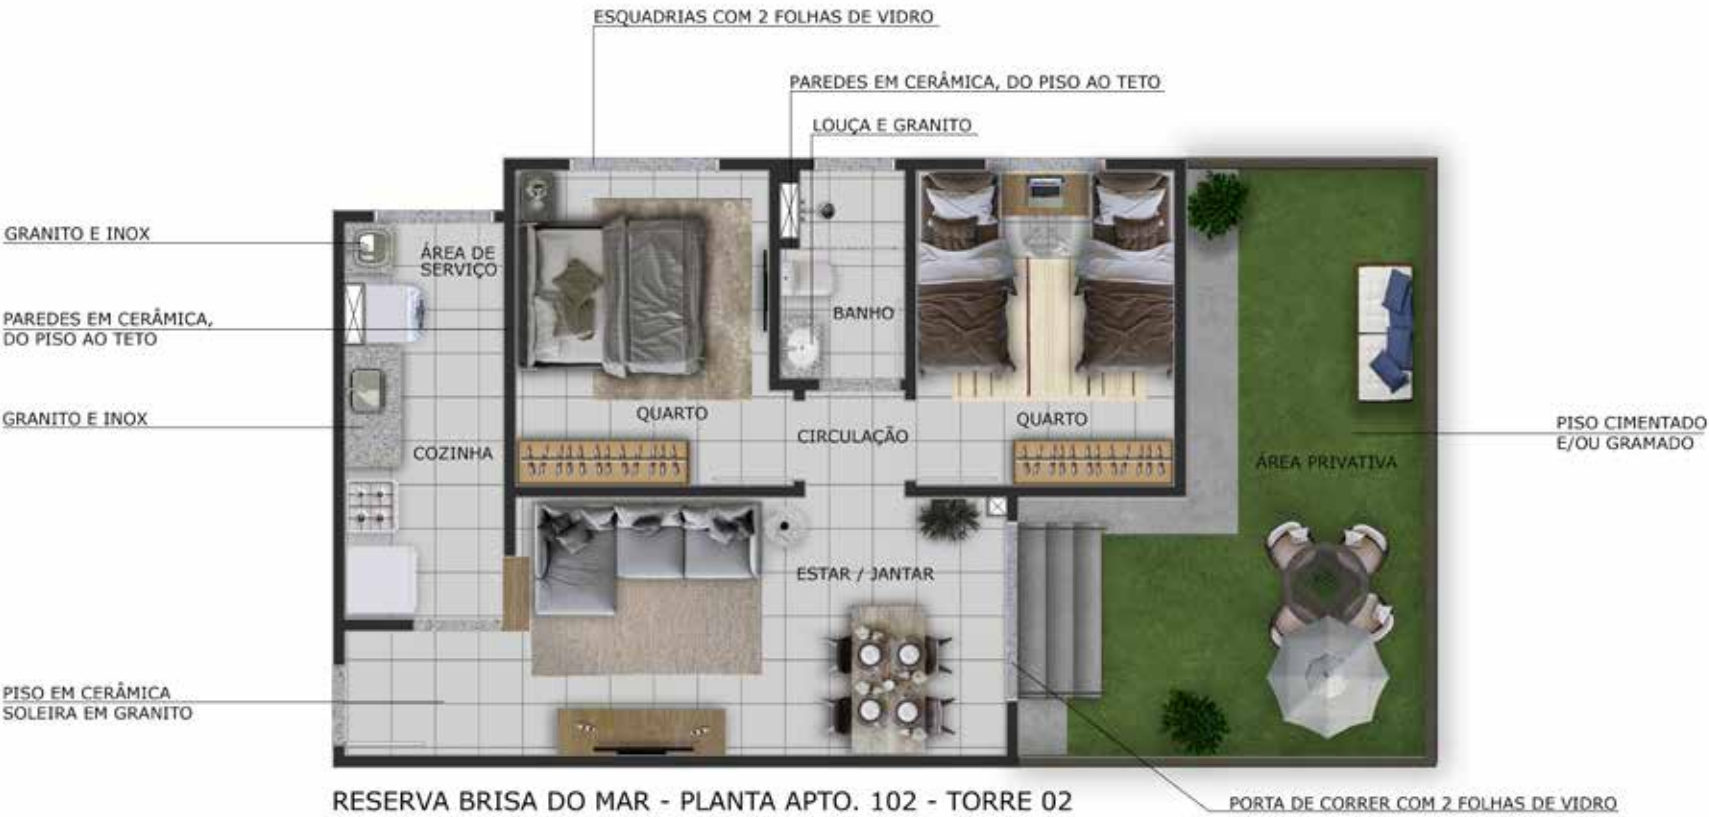 ESQUADRIAS COM 2 FOLHAS DE VIDRO
PAREDES EM CERÂMICA, DO PISO AO TETO
LOUÇA E GRANITO
GRANITO E INOX
ÁREA DE
SERVIÇO
PAREDES EM CERÂMICA,
DO PISO AO TETO
BANHO
GRANITO E INOX
QUARTO
QUARTO
CIRCULAÇÃO
COZINHA
PISO CIMENTADO
E/OU GRAMADO
ÁREA PRIVATIVA
ESTAR / JANTAR
PISO EM CERÂMICA
SOLEIRA EM GRANITO
RESERVA BRISA DO MAR - PLANTA APTO. 102 - TORRE 02
PORTA DE CORRER COM 2 FOLHAS DE VIDRO